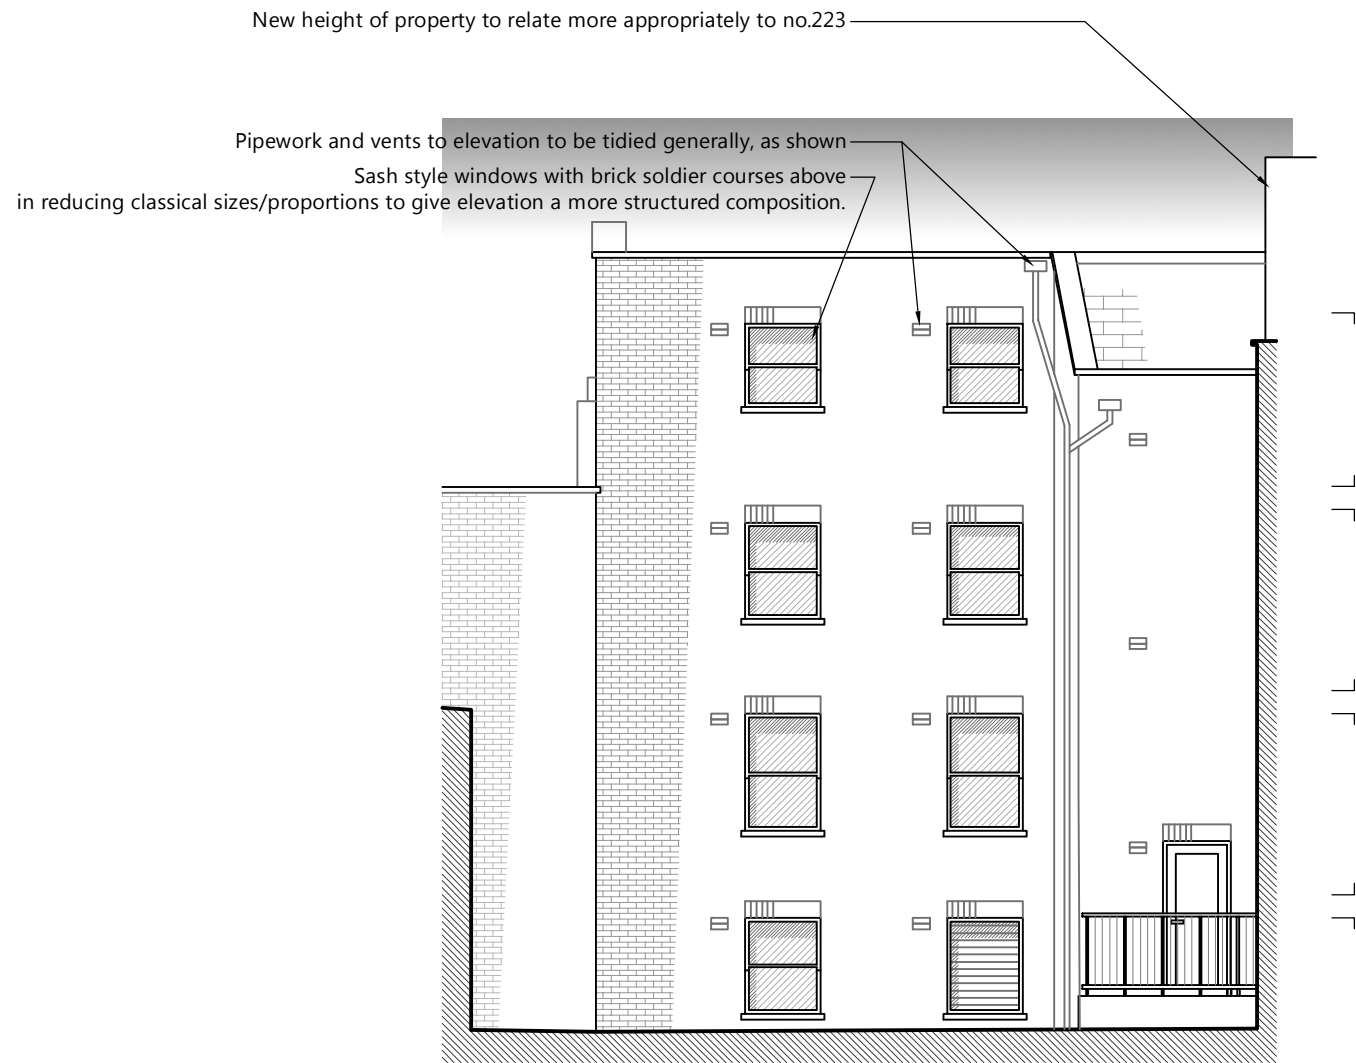 New height of property to relate more appropriately to no.223
Pipework and vents to elevation to be tidied generally, as shown
Sash style windows with brick soldier courses above
in reducing classical sizes/proportions to give elevation a more structured composition.